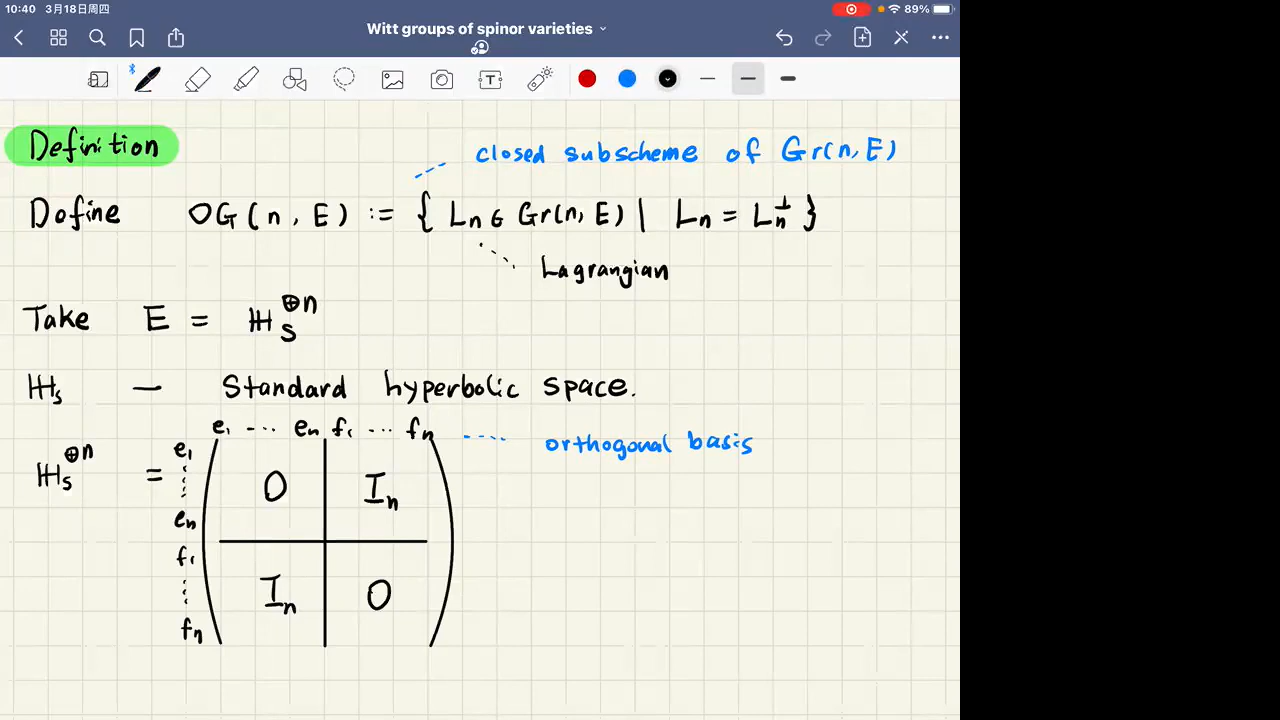 10:40 3月18日周四 89%
Witt groups of spinor varieties
Definition
closed subscheme of Gr(n, E)
Define OG(n, E) := { Lₙ ∈ Gr(n, E) | Lₙ = Lₙ^⊥ }
Lagrangian
Take E = ℍ_S^{⊕n}
ℍ_S — Standard hyperbolic space.
e₁ ··· eₙ f₁ ··· fₙ orthogonal basis
ℍ_S^{⊕n} =
e₁
⋮
eₙ
f₁
⋮
fₙ
0 Iₙ
Iₙ 0